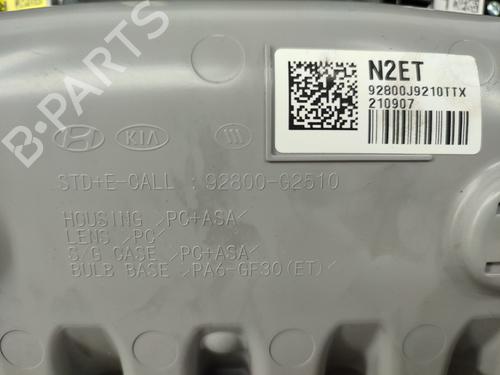 B-PARTS
N2ET
92800J9210TTX
210907
KIA
STD+E-CALL : 92800-G2510
HOUSING >PC+ASA<
LENS >PC<
S/G CASE >PC+ASA<
BULB BASE >PA6-GF30(ET)<